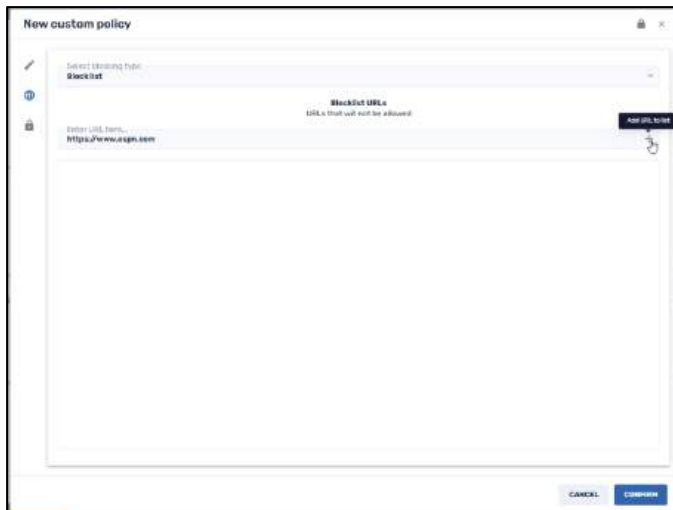 New custom policy
Select blocking type
Blocklist
Blocklist URLs
URLs that will not be allowed
Add URL to list
Enter URL here...
https://www.espn.com
CANCEL
CONFIRM